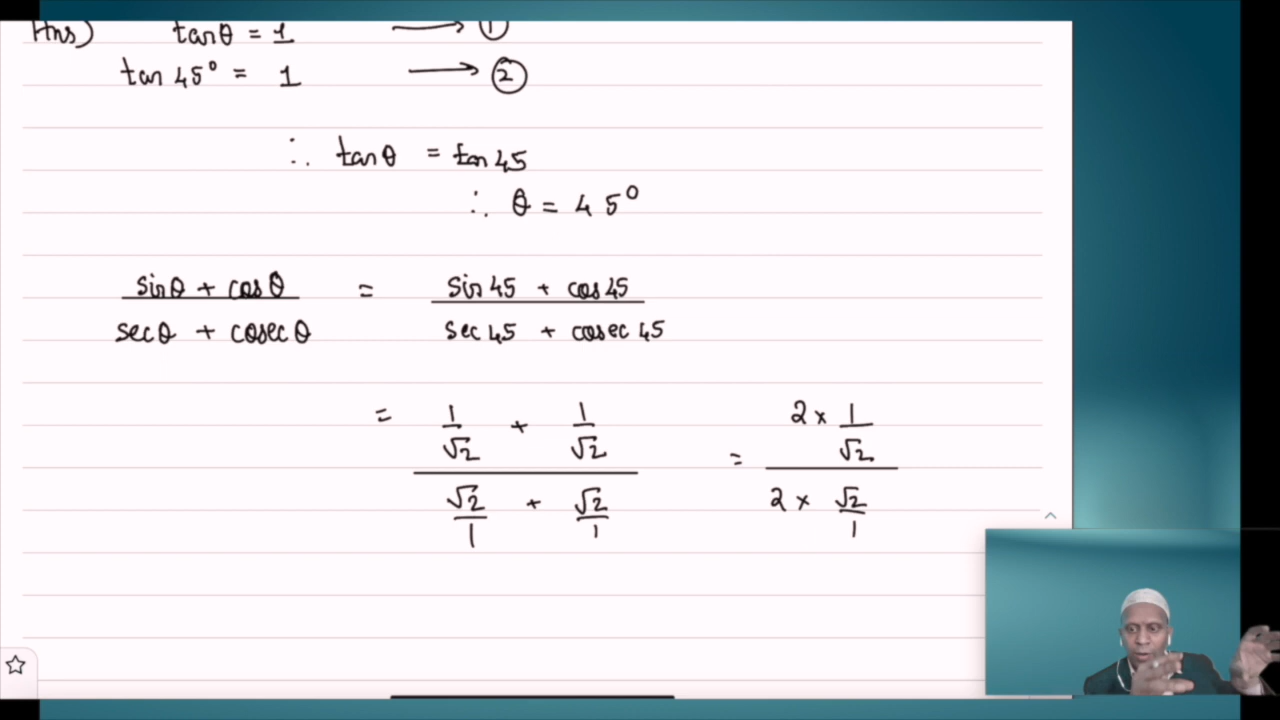 Ans) tanθ = 1 ⟶ ①
tan 45° = 1 ⟶ ②
∴ tanθ = tan 45
∴ θ = 45°
sinθ + cosθ / secθ + cosecθ = sin 45 + cos 45 / sec 45 + cosec 45
= 1/√2 + 1/√2 / √2/1 + √2/1 = 2 × 1/√2 / 2 × √2/1